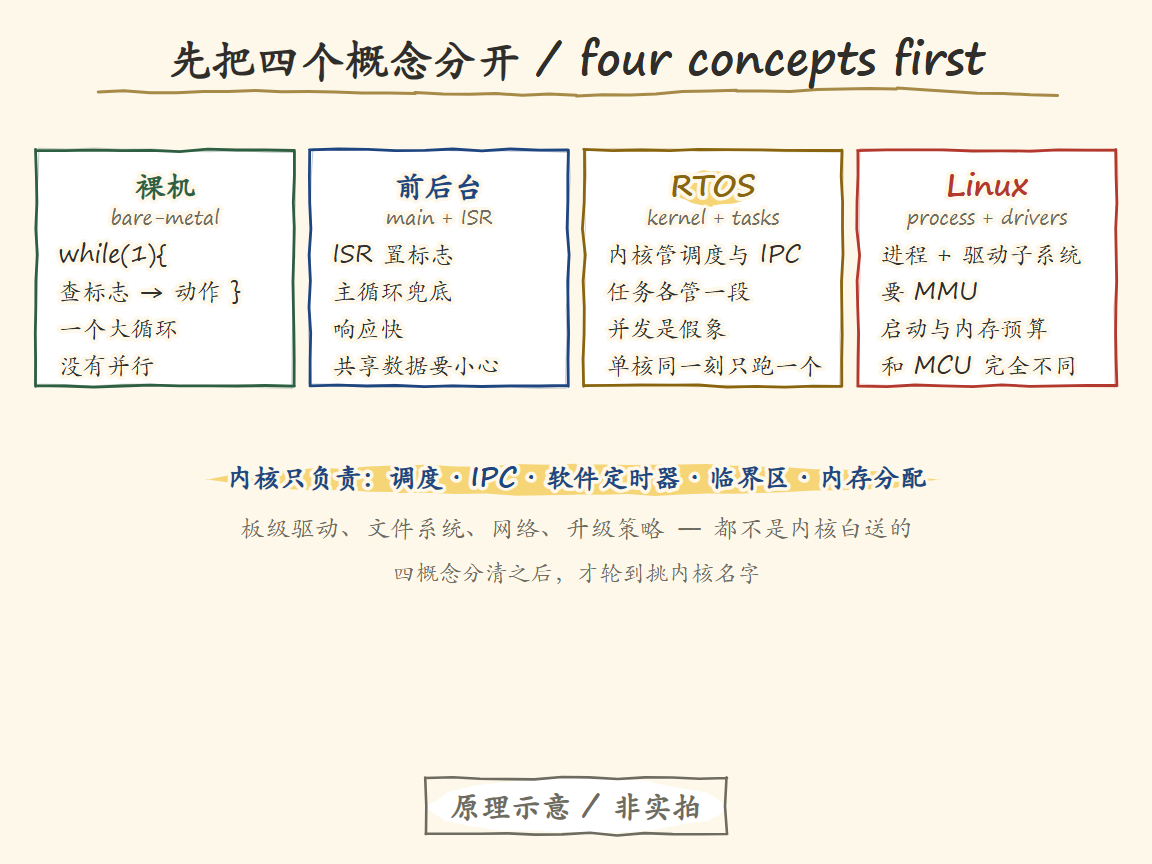 先把四个概念分开 / four concepts first
裸机
bare-metal
while(1){
查标志 → 动作 }
一个大循环
没有并行
前后台
main + ISR
ISR 置标志
主循环兜底
响应快
共享数据要小心
RTOS
kernel + tasks
内核管调度与 IPC
任务各管一段
并发是假象
单核同一刻只跑一个
Linux
process + drivers
进程 + 驱动子系统
要 MMU
启动与内存预算
和 MCU 完全不同
内核只负责: 调度 · IPC · 软件定时器 · 临界区 · 内存分配
板级驱动、文件系统、网络、升级策略 — 都不是内核白送的
四概念分清之后，才轮到挑内核名字
原理示意 / 非实拍